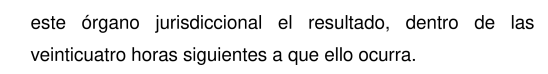 este órgano jurisdiccional el resultado, dentro de las
veinticuatro horas siguientes a que ello ocurra.